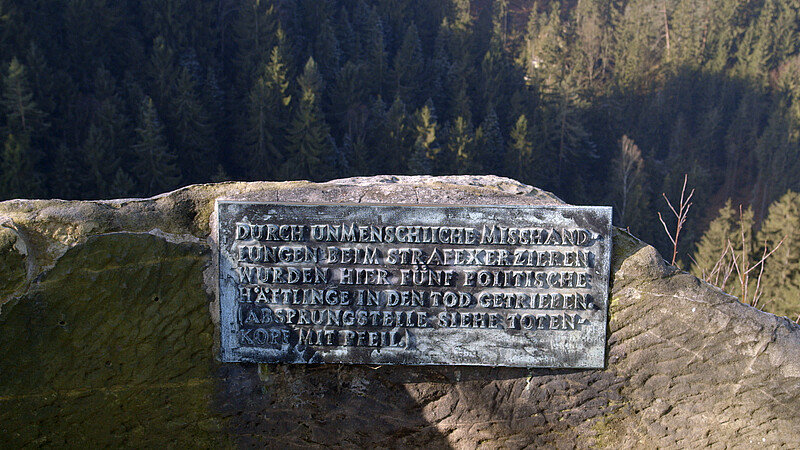 DURCH UNMENSCHLICHE MISSHAND-
LUNGEN BEIM STRAFEXERZIEREN
WURDEN HIER FÜNF POLITISCHE
HÄFTLINGE IN DEN TOD GETRIEBEN.
(ABSPRUNGSTELLE SIEHE TOTEN-
KOPF MIT PFEIL.)